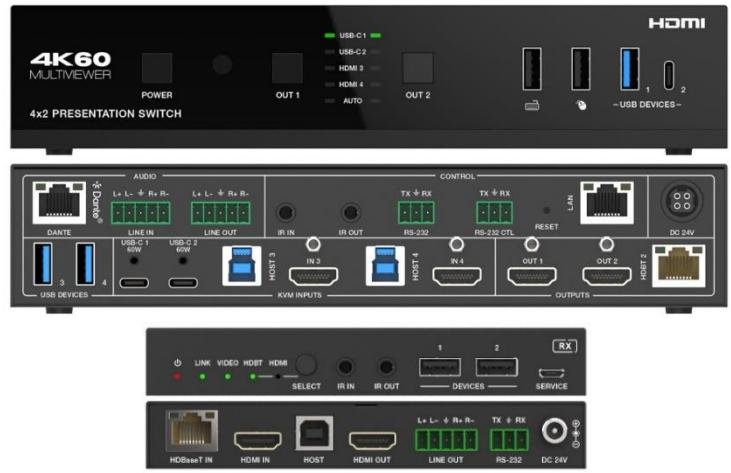 HDMI
USB-C 1
4K60
MULTIVIEWER
USB-C 2
HDMI 3
HDMI 4
AUTO
POWER
OUT 1
OUT 2
1
2
USB DEVICES
4x2 PRESENTATION SWITCH
AUDIO
CONTROL
L+ L- R+ R-
L+ L- R+ R-
TX RX
TX RX
Dante®
LAN
DANTE
LINE IN
LINE OUT
IR IN
IR OUT
RS-232
RS-232 CTL
RESET
DC 24V
USB-C 1
60W
USB-C 2
60W
3
4
HOST 3
IN 3
HOST 4
IN 4
OUT 1
OUT 2
HDBT 2
USB DEVICES
KVM INPUTS
OUTPUTS
1
2
RX
LINK
VIDEO
HDBT
HDMI
SELECT
IR IN
IR OUT
DEVICES
SERVICE
L+ L- R+ R-
TX RX
HDBaseT IN
HDMI IN
HOST
HDMI OUT
LINE OUT
RS-232
DC 24V